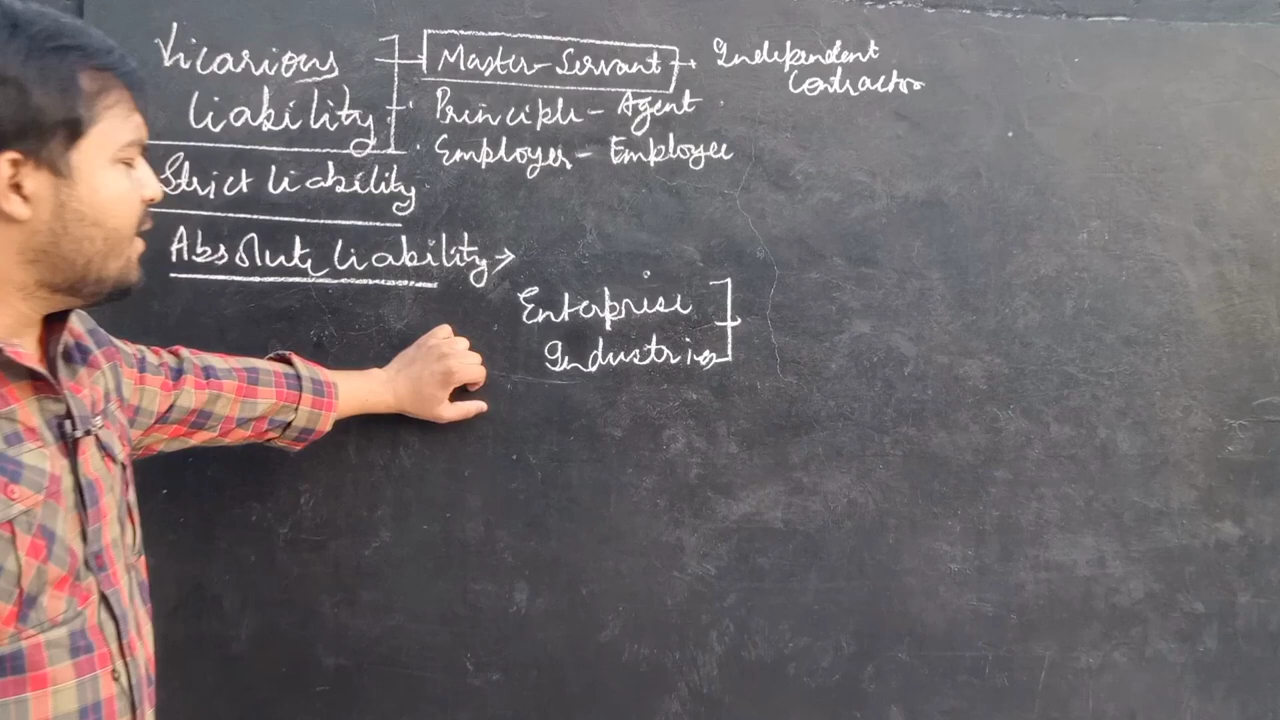 Vicarious Master-Servant → Independent
Contractor
liability Principle - Agent
Employer - Employee
Strict liability
Absolute liability →
Enterprise
Industries